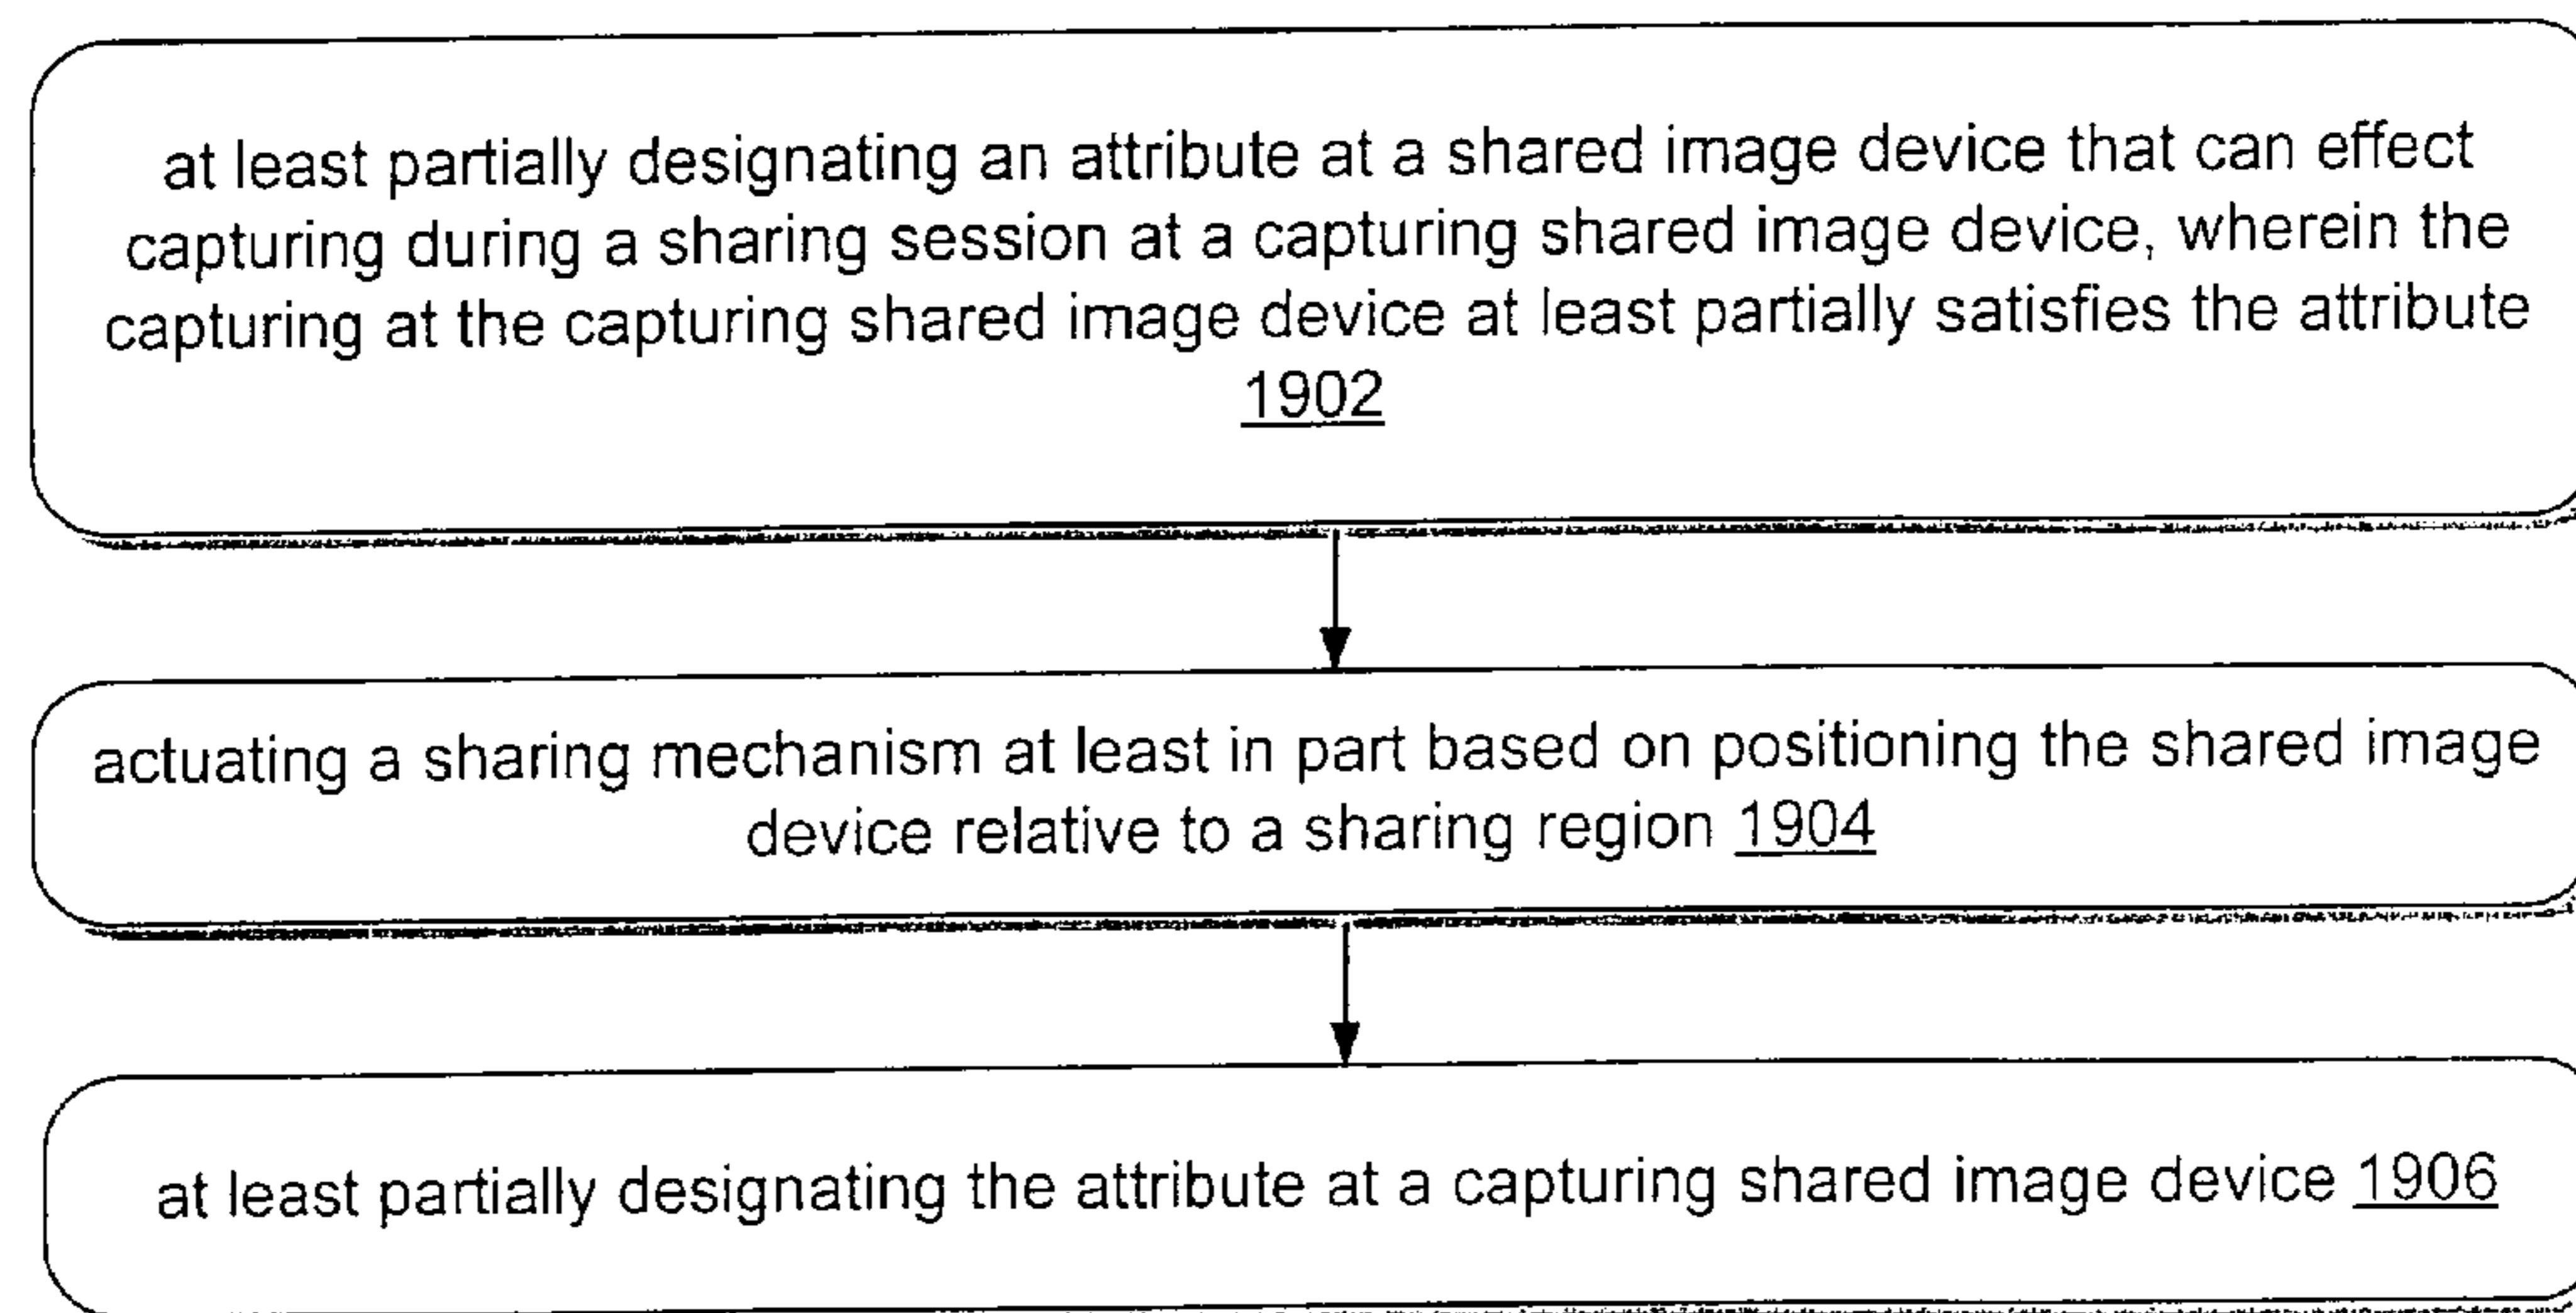 at least partially designating an attribute at a shared image device that can effect
capturing during a sharing session at a capturing shared image device, wherein the
capturing at the capturing shared image device at least partially satisfies the attribute
1902
actuating a sharing mechanism at least in part based on positioning the shared image
device relative to a sharing region 1904
at least partially designating the attribute at a capturing shared image device 1906